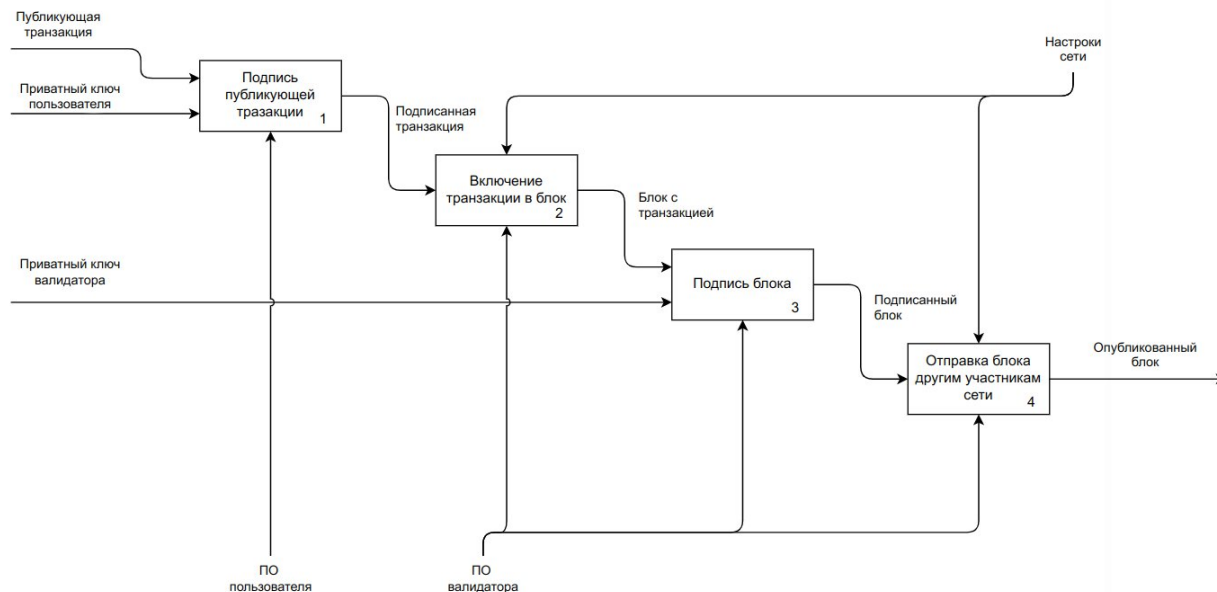 Публикующая
транзакция
Настроки
сети
Приватный ключ
пользователя
Подпись
публикующей
тразакции
1
Подписанная
транзакция
Включение
транзакции в блок
2
Блок с
транзакцией
Приватный ключ
валидатора
Подпись блока
3
Подписанный
блок
Отправка блока
другим участникам
сети
4
Опубликованный
блок
ПО
пользователя
ПО
валидатора